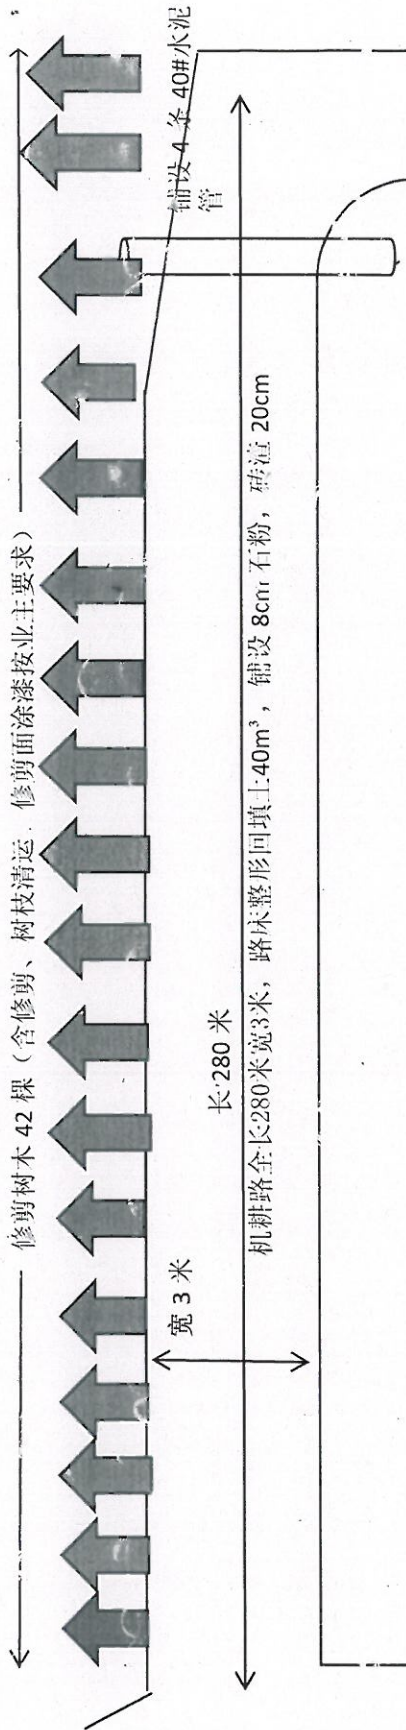 修剪树木 42 棵（含修剪、树枝清运．修剪面涂漆按业主要求）
铺设 4 条 40#水泥
管
宽 3 米
长 280 米
机耕路全长280米宽3米，路床整形回填土40m³，铺设 8cm 石粉，砖渣 20cm